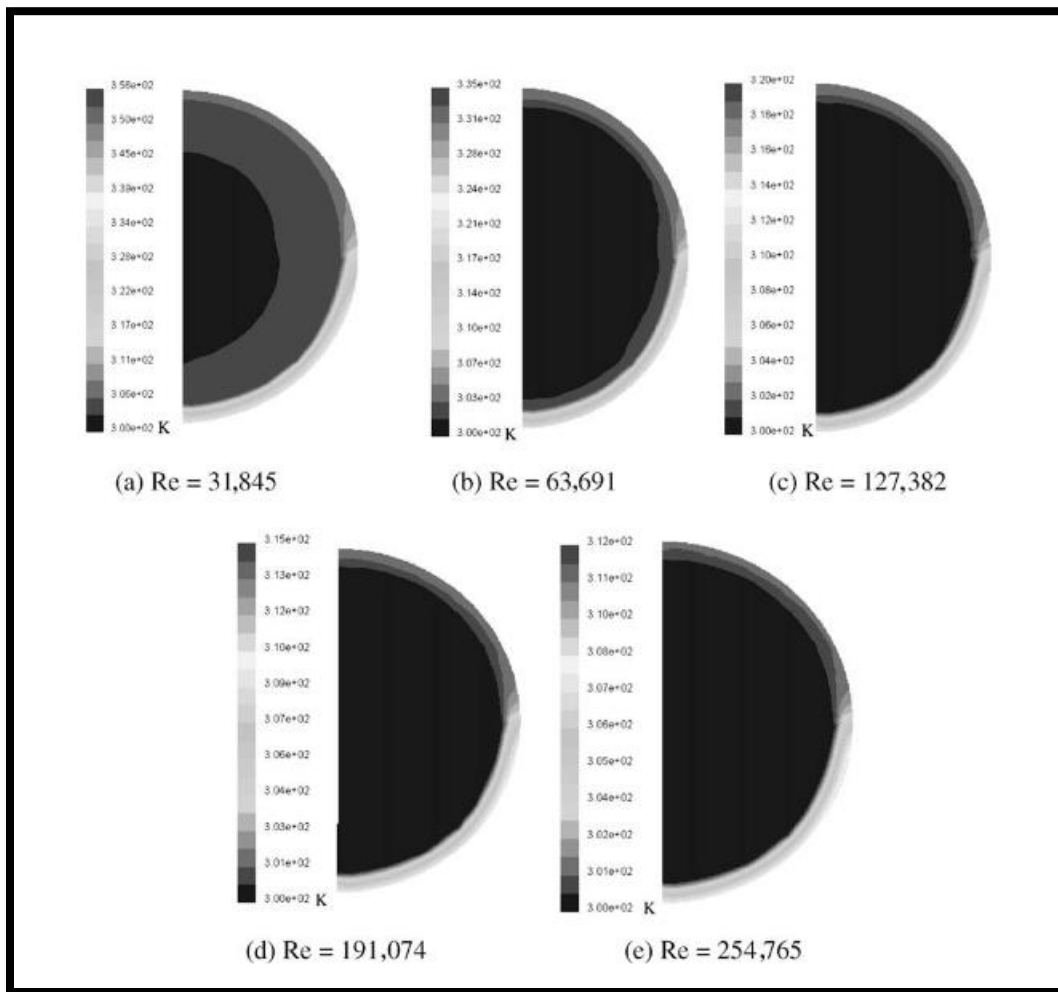 3.58e+02
3.50e+02
3.45e+02
3.39e+02
3.34e+02
3.28e+02
3.22e+02
3.17e+02
3.11e+02
3.05e+02
3.00e+02 K
(a) Re = 31,845
3.35e+02
3.31e+02
3.28e+02
3.24e+02
3.21e+02
3.17e+02
3.14e+02
3.10e+02
3.07e+02
3.03e+02
3.00e+02 K
(b) Re = 63,691
3.20e+02
3.18e+02
3.16e+02
3.14e+02
3.12e+02
3.10e+02
3.08e+02
3.06e+02
3.04e+02
3.02e+02
3.00e+02 K
(c) Re = 127,382
3.15e+02
3.13e+02
3.12e+02
3.10e+02
3.09e+02
3.07e+02
3.06e+02
3.04e+02
3.03e+02
3.01e+02
3.00e+02 K
(d) Re = 191,074
3.12e+02
3.11e+02
3.10e+02
3.08e+02
3.07e+02
3.06e+02
3.05e+02
3.04e+02
3.02e+02
3.01e+02
3.00e+02 K
(e) Re = 254,765